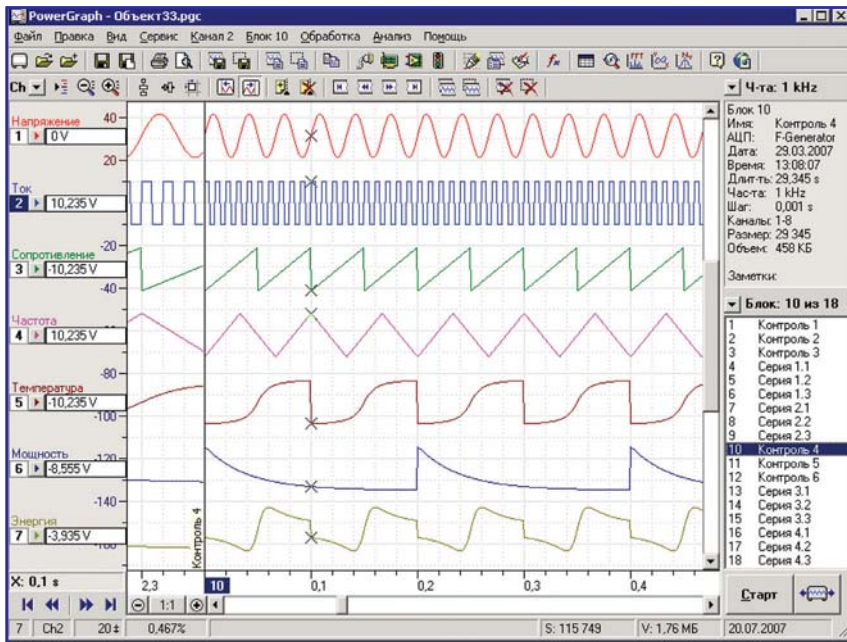 PowerGraph - Объект33.pgc
Файл Правка Вид Сервис Канал 2 Блок 10 Обработка Анализ Помощь
Ch
Ч-та: 1 kHz
Напряжение
1 0 V
Ток
2 10,235 V
Сопротивление
3 -10,235 V
Частота
4 10,235 V
Температура
5 -10,235 V
Мощность
6 -8,555 V
Энергия
7 -3,935 V
40
20
-20
-40
-80
-100
-120
-140
-160
Контроль 4
Блок 10
Имя: Контроль 4
АЦП: F-Generator
Дата: 29.03.2007
Время: 13:08:07
Длит-ть: 29,345 s
Час-та: 1 kHz
Шаг: 0,001 s
Каналы: 1-8
Размер: 29 345
Объем: 458 КБ
Заметки:
Блок: 10 из 18
1 Контроль 1
2 Контроль 2
3 Контроль 3
4 Серия 1.1
5 Серия 1.2
6 Серия 1.3
7 Серия 2.1
8 Серия 2.2
9 Серия 2.3
10 Контроль 4
11 Контроль 5
12 Контроль 6
13 Серия 3.1
14 Серия 3.2
15 Серия 3.3
16 Серия 4.1
17 Серия 4.2
18 Серия 4.3
X: 0,1 s
2,3 10 0,1 0,2 0,3 0,4
1:1
Старт
7 Ch2 20± 0,467% S: 115 749 V: 1,76 МБ 20.07.2007